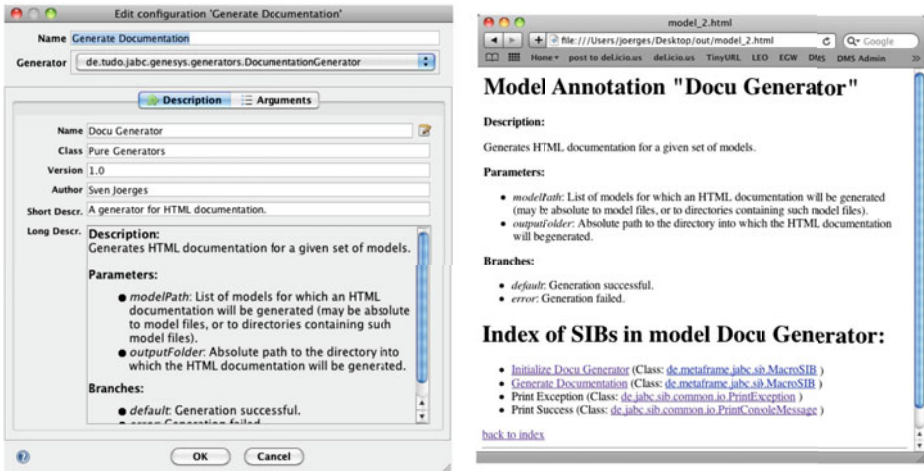 Edit configuration 'Generate Documentation'
Name Generate Documentation
Generator de.tudo.jabc.genesys.generators.DocumentationGenerator
Description Arguments
Name Docu Generator
Class Pure Generators
Version 1.0
Author Sven Joerges
Short Descr. A generator for HTML documentation.
Long Descr. Description:
Generates HTML documentation for a given set of models.
Parameters:
● modelPath: List of models for which an HTML
documentation will be generated (may be absolute
to model files, or to directories containing such
model files).
● outputFolder: Absolute path to the directory into
which the HTML documentation will be generated.
Branches:
● default: Generation successful.
● error: Generation failed.
OK Cancel
model_2.html
file:///Users/joerges/Desktop/out/model_2.html
Google
Home post to del.icio.us del.icio.us TinyURL LEO EGW DMS DMS Admin
Model Annotation "Docu Generator"
Description:
Generates HTML documentation for a given set of models.
Parameters:
• modelPath: List of models for which an HTML documentation will be generated
(may be absolute to model files, or to directories containing such model files).
• outputFolder: Absolute path to the directory into which the HTML documentation
will begenerated.
Branches:
• default: Generation successful.
• error: Generation failed.
Index of SIBs in model Docu Generator:
• Initialize Docu Generator (Class: de.metaframe.jabc.sib.MacroSIB )
• Generate Documentation (Class: de.metaframe.jabc.sib.MacroSIB )
• Print Exception (Class: de.jabc.sib.common.io.PrintException )
• Print Success (Class: de.jabc.sib.common.io.PrintConsoleMessage )
back to index